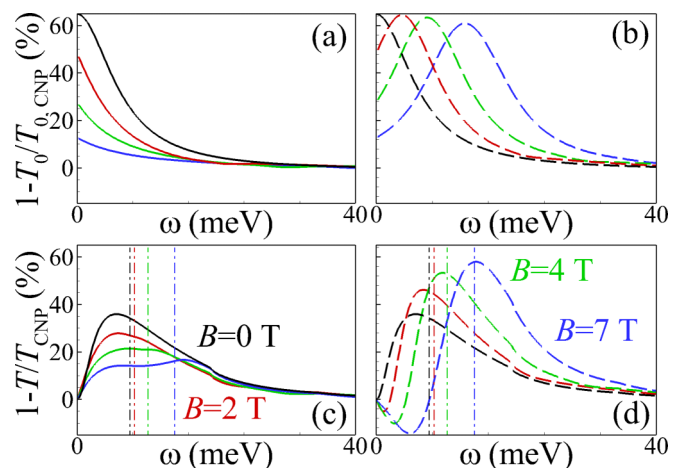 1-T₀/T₀, CNP (%)
60
40
20
0
(a)
(b)
0
ω (meV)
40
0
ω (meV)
40
1-T/T_CNP (%)
60
40
20
0
B=0 T
B=2 T
(c)
B=4 T
B=7 T
(d)
0
ω (meV)
40
0
ω (meV)
40